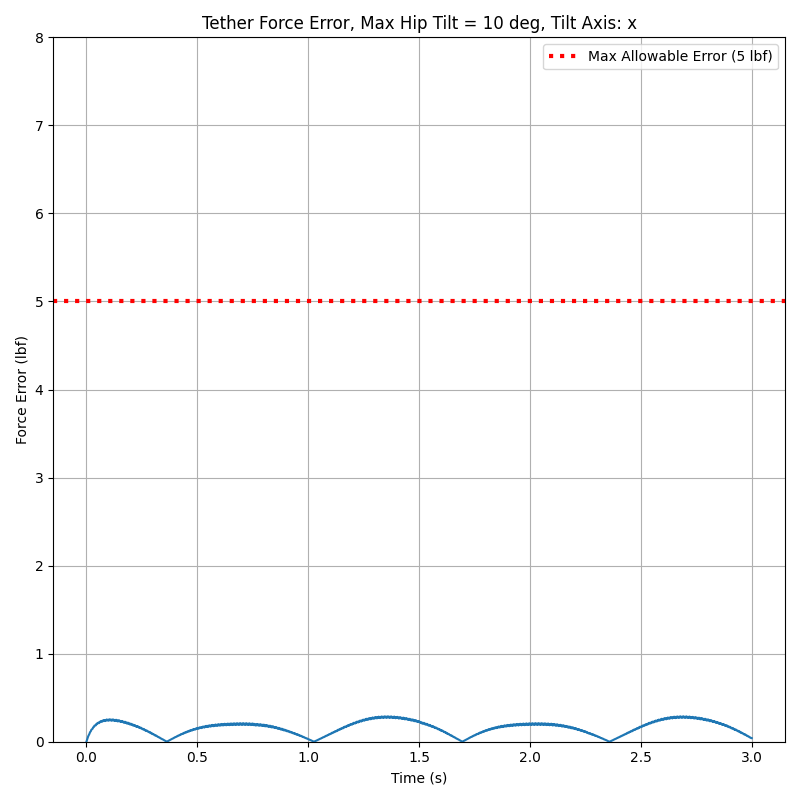 Tether Force Error, Max Hip Tilt = 10 deg, Tilt Axis: x
Max Allowable Error (5 lbf)
8
7
6
5
4
3
2
1
0
Force Error (lbf)
0.0 0.5 1.0 1.5 2.0 2.5 3.0
Time (s)